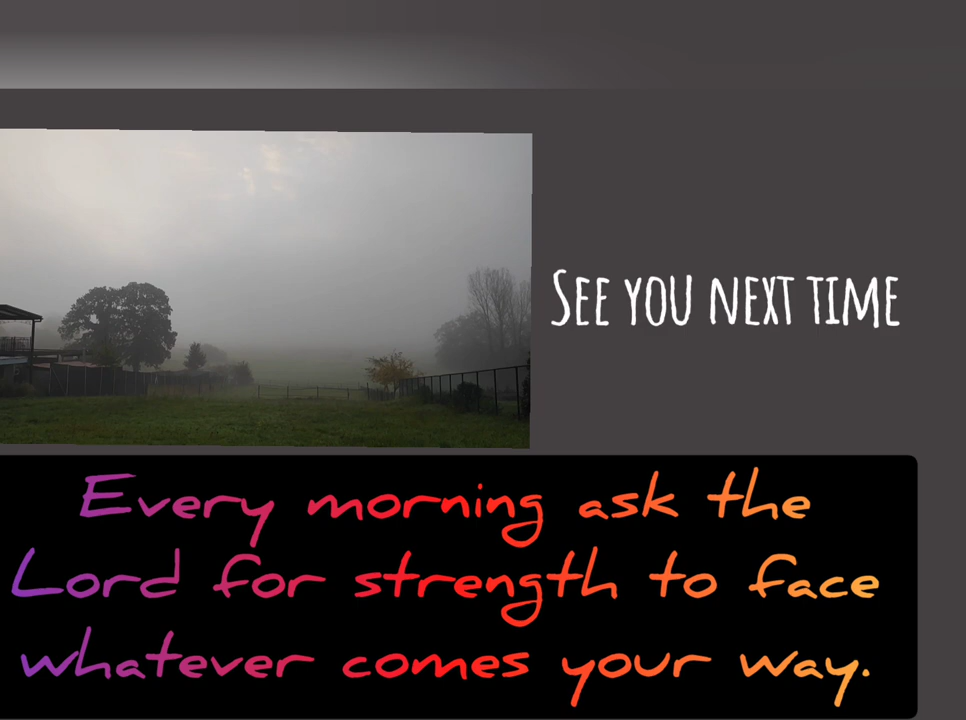 SEE YOU NEXT TIME
Every morning ask the
Lord for strength to face
whatever comes your way.